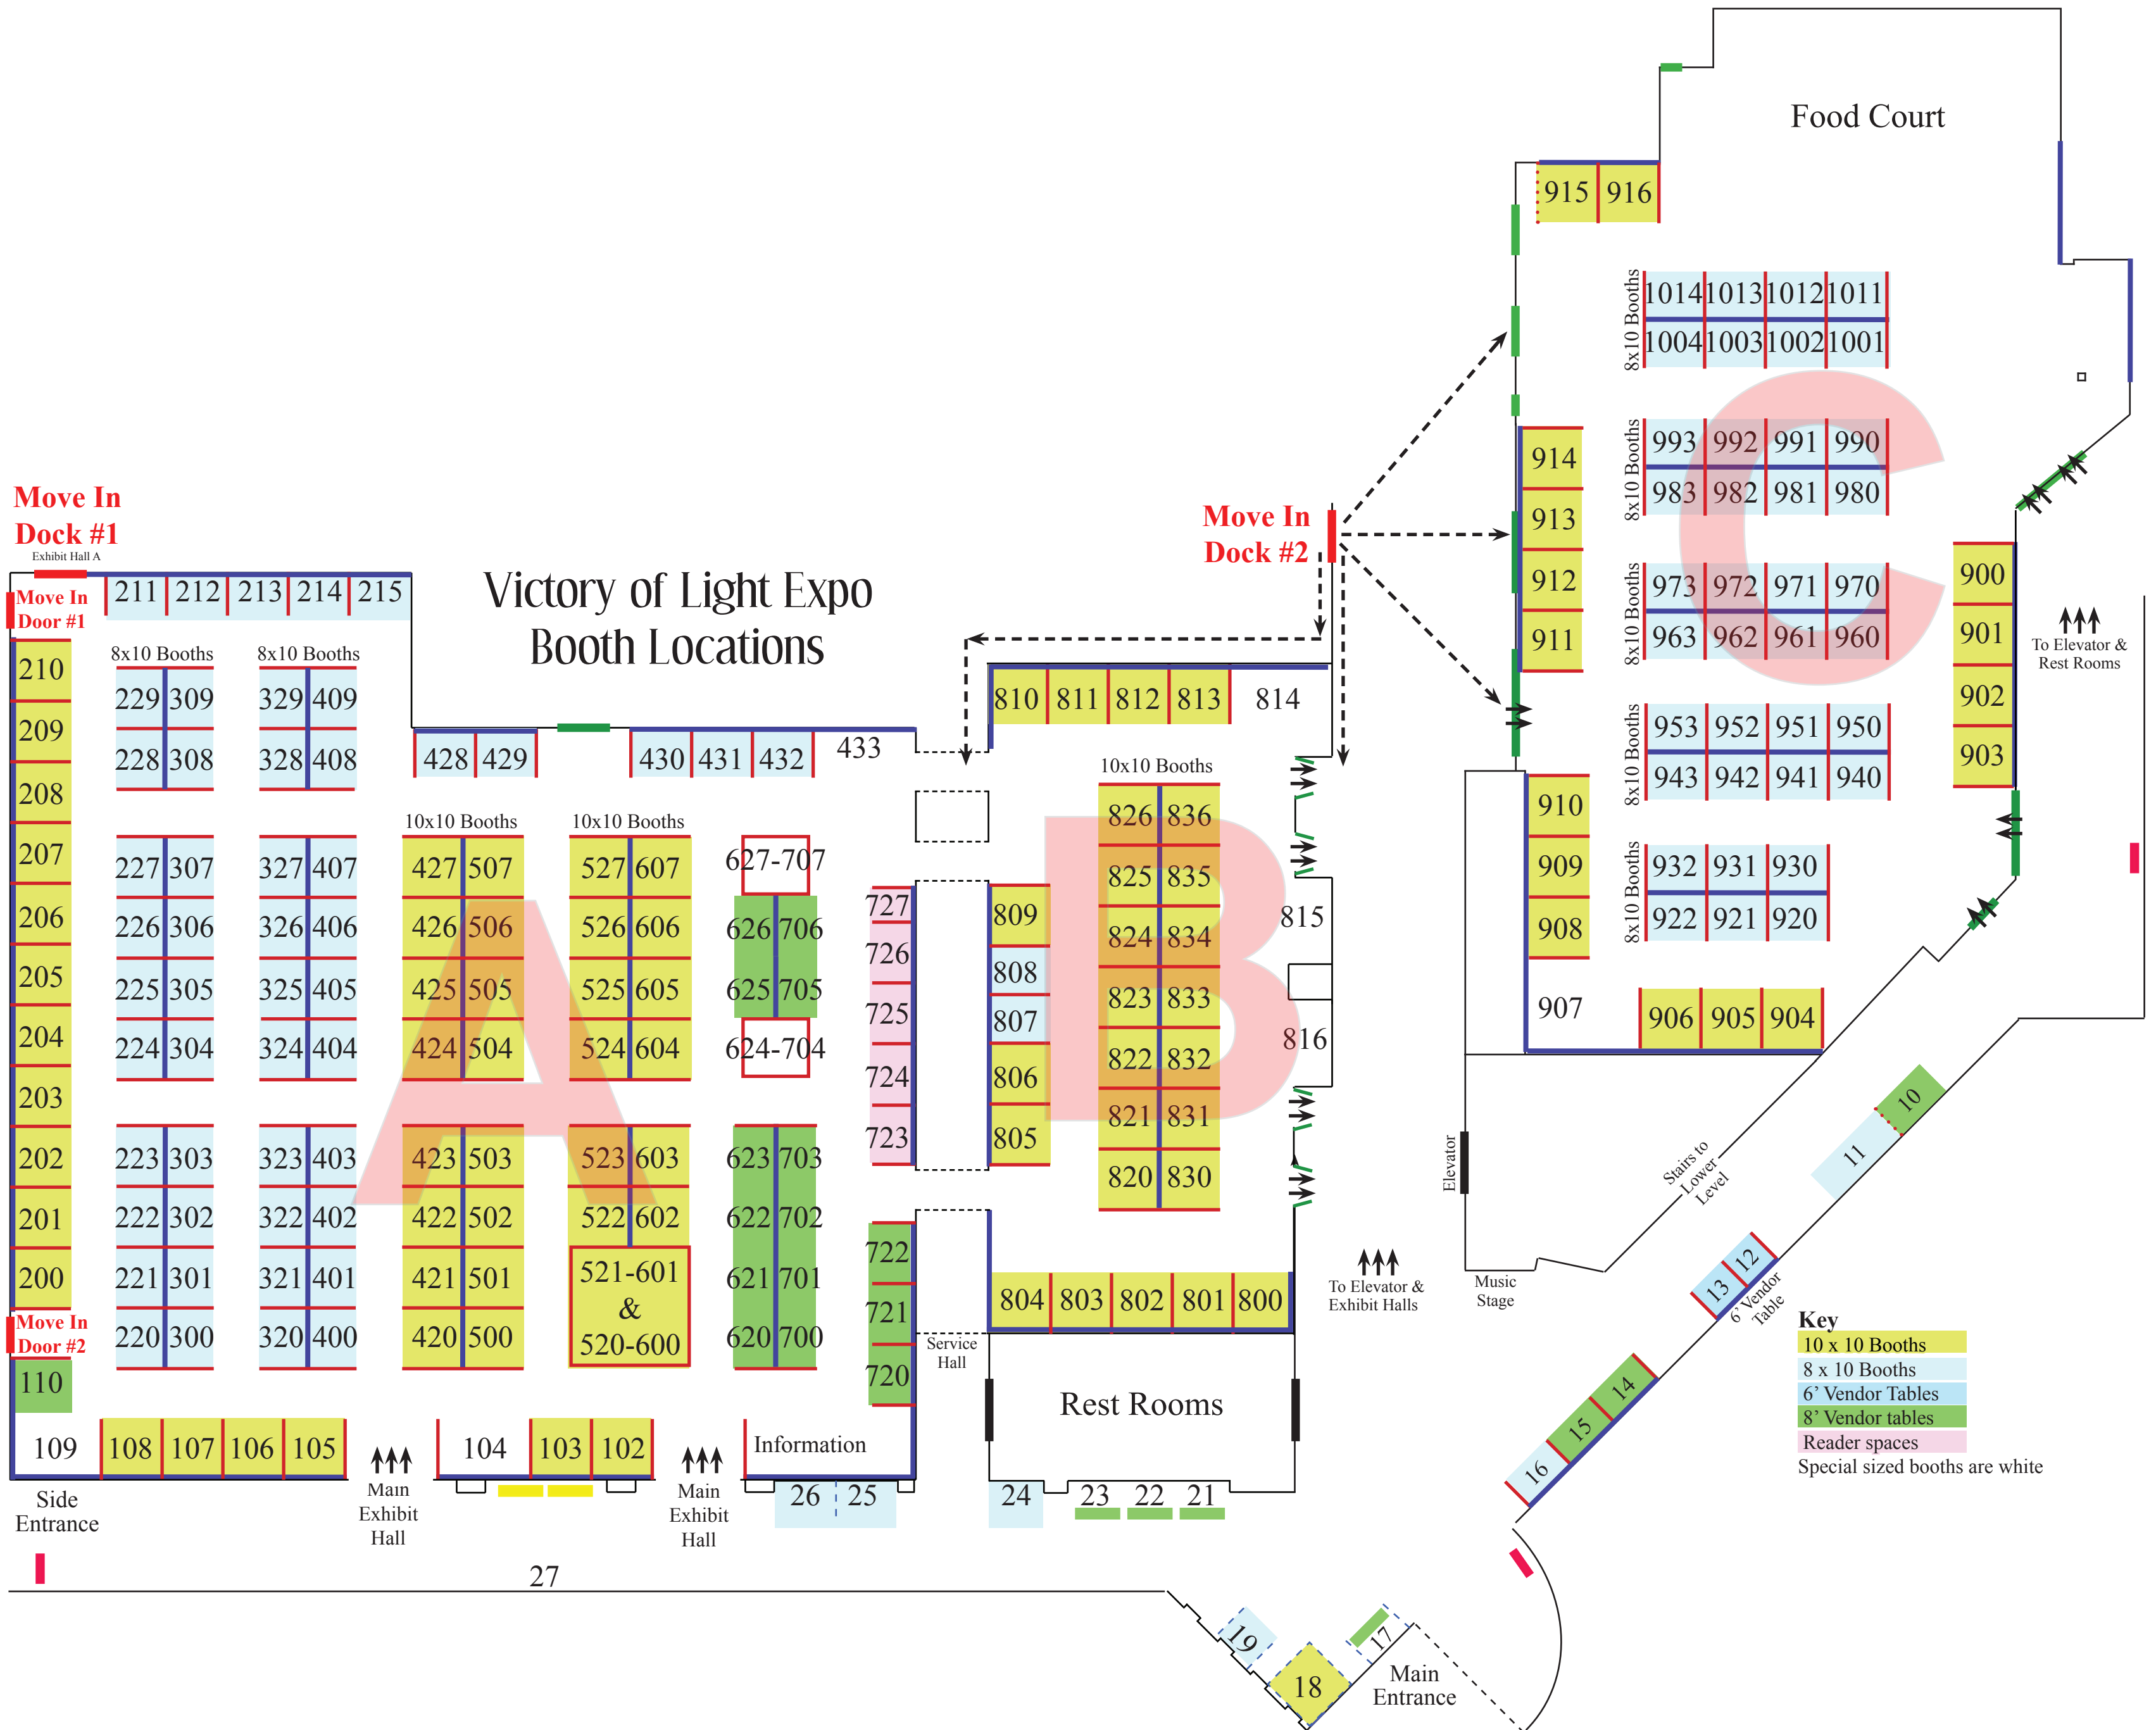 Victory of Light Expo
Booth Locations
Food Court
915 916
8x10 Booths
1014 1013 1012 1011
1004 1003 1002 1001
8x10 Booths
993 992 991 990
983 982 981 980
8x10 Booths
973 972 971 970
963 962 961 960
8x10 Booths
953 952 951 950
943 942 941 940
8x10 Booths
932 931 930
922 921 920
C
914
913
912
911
910
909
908
907
906 905 904
900
901
902
903
To Elevator &
Rest Rooms
Move In
Dock #1
Exhibit Hall A
Move In
Door #1
211 212 213 214 215
210
209
208
207
206
205
204
203
202
201
200
Move In
Door #2
110
109
108 107 106 105
104 103 102
Information
8x10 Booths
229 309
228 308
227 307
226 306
225 305
224 304
223 303
222 302
221 301
220 300
8x10 Booths
329 409
328 408
327 407
326 406
325 405
324 404
323 403
322 402
321 401
320 400
428 429
430 431 432 433
10x10 Booths
427 507
426 506
425 505
424 504
423 503
422 502
421 501
420 500
10x10 Booths
527 607
526 606
525 605
524 604
523 603
522 602
521-601
&
520-600
627-707
626 706
625 705
624-704
623 703
622 702
621 701
620 700
727
726
725
724
723
722
721
720
A
Move In
Dock #2
810 811 812 813 814
10x10 Booths
826 836
825 835
824 834
823 833
822 832
821 831
820 830
B
809
808
807
806
805
804 803 802 801 800
815
816
Service
Hall
Rest Rooms
To Elevator &
Exhibit Halls
Elevator
Music
Stage
Stairs to
Lower
Level
10
11
12
13
6' Vendor
Table
14
15
16
Key
10 x 10 Booths
8 x 10 Booths
6' Vendor Tables
8' Vendor tables
Reader spaces
Special sized booths are white
Side
Entrance
Main
Exhibit
Hall
Main
Exhibit
Hall
26 25
24
23 22 21
27
19
18
17
Main
Entrance